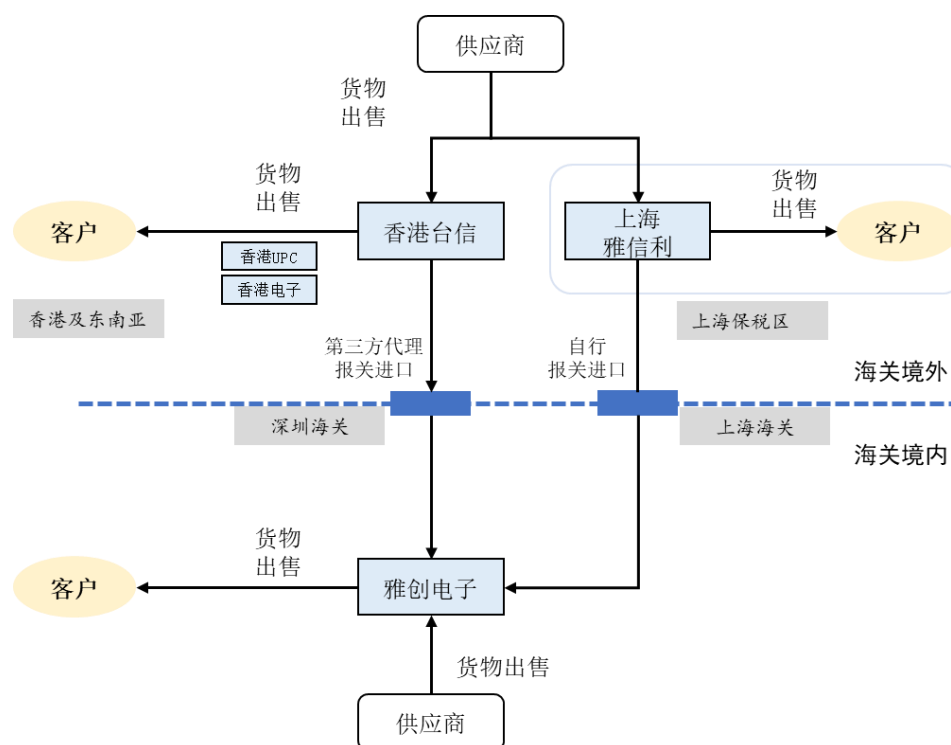 供应商
货物
出售
货物
出售
货物
出售
客户
香港台信
上海
雅信利
客户
香港UPC
香港电子
香港及东南亚
上海保税区
第三方代理
报关进口
自行
报关进口
海关境外
深圳海关
上海海关
海关境内
货物
出售
客户
雅创电子
货物出售
供应商